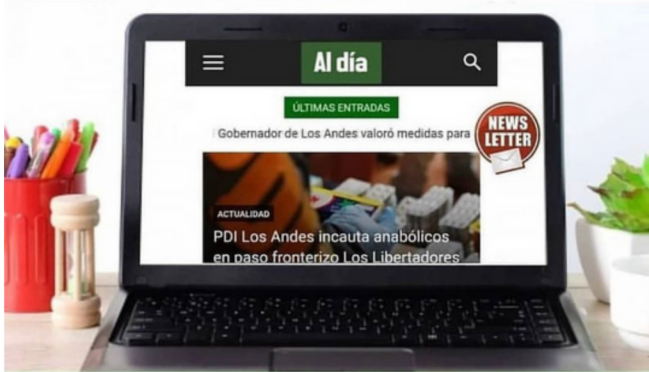 Al día
ÚLTIMAS ENTRADAS
Gobernador de Los Andes valoró medidas para
NEWS
LETTER
ACTUALIDAD
PDI Los Andes incauta anabólicos
en paso fronterizo Los Libertadores